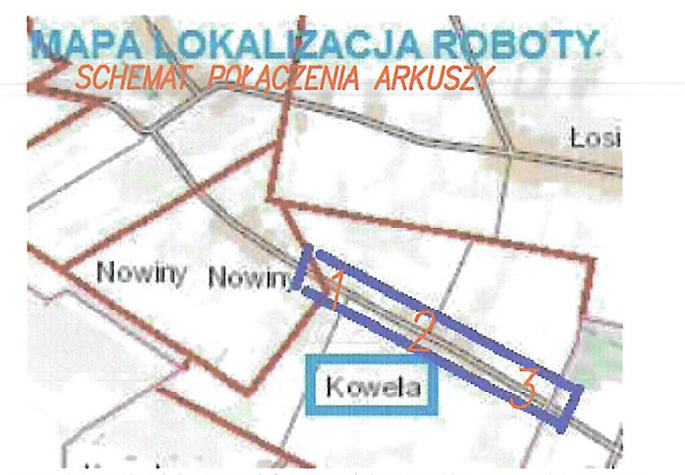 MAPA LOKALIZACJA ROBOTY
SCHEMAT POŁĄCZENIA ARKUSZY
Łosi
Nowiny Nowiny
1
2
3
Kowela